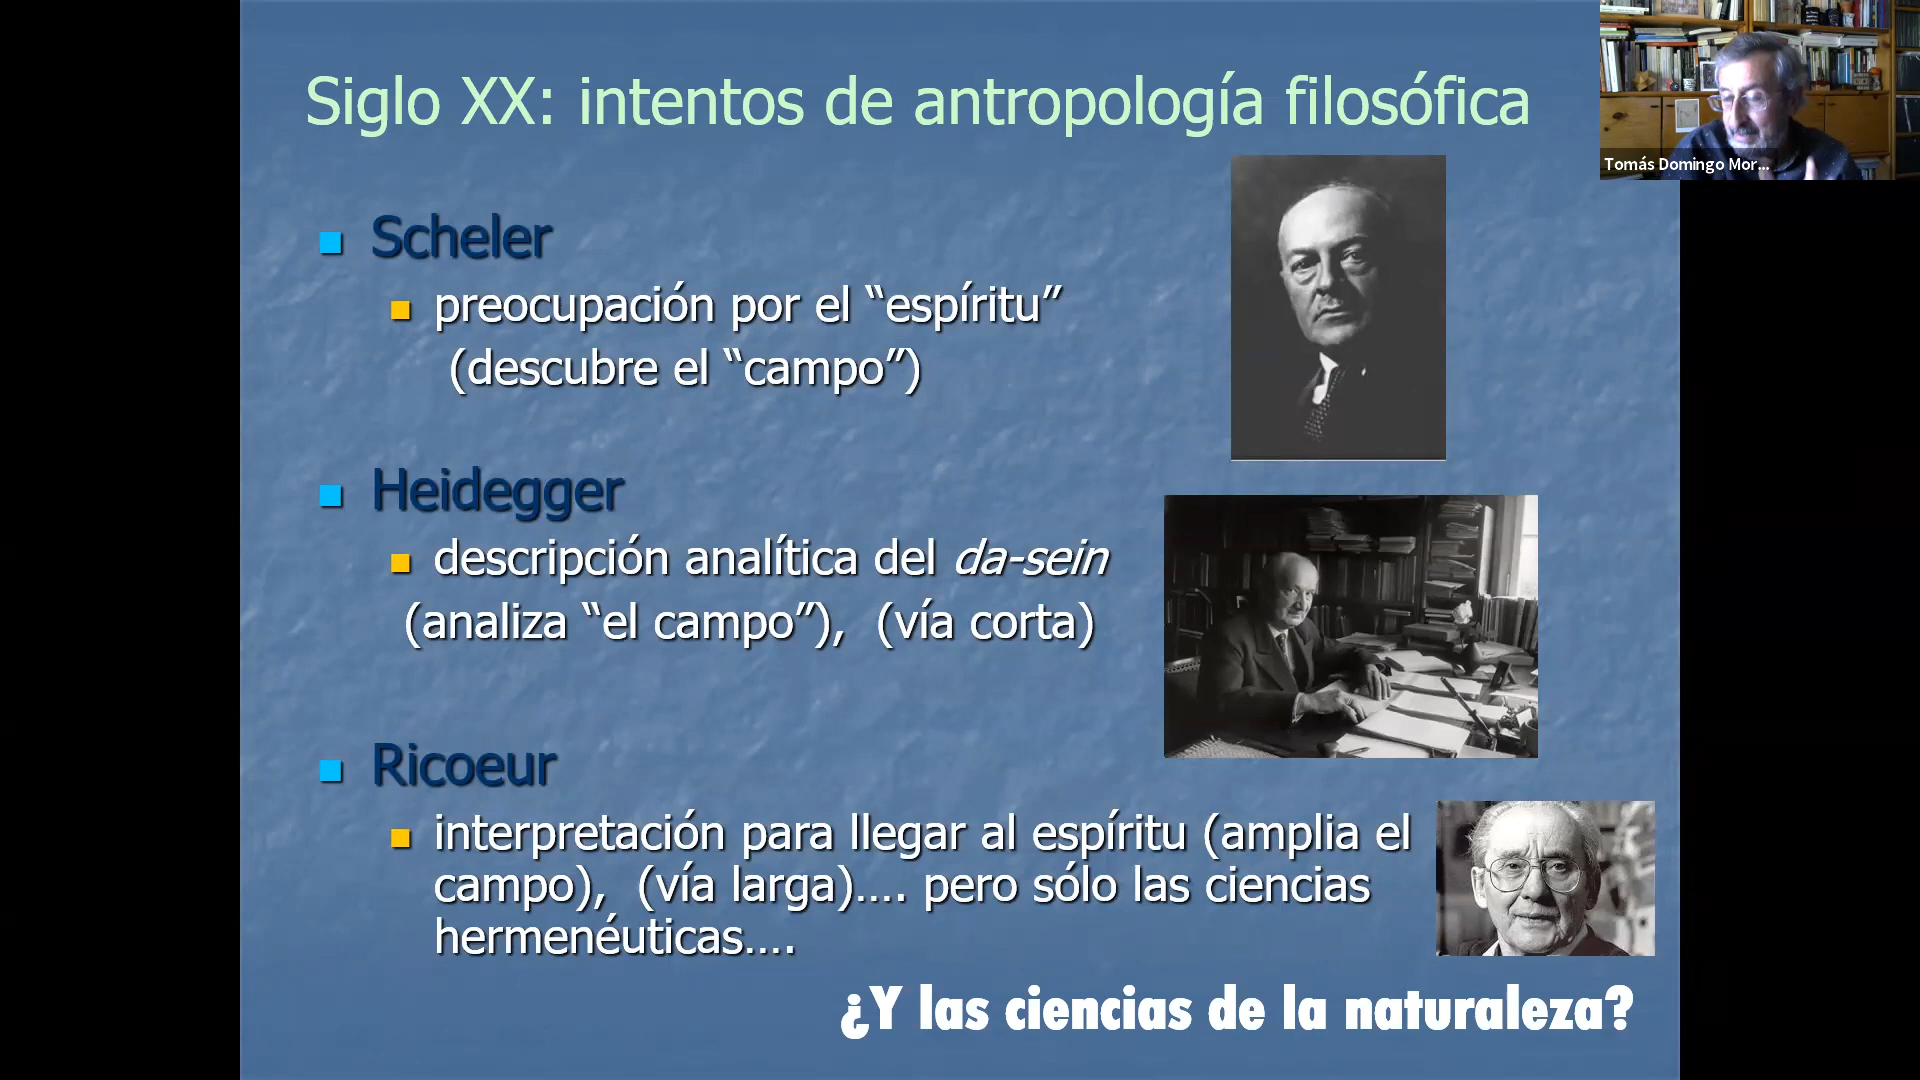 Siglo XX: intentos de antropología filosófica
Tomás Domingo Mor...
Scheler
preocupación por el “espíritu”
(descubre el “campo”)
Heidegger
descripción analítica del da-sein
(analiza “el campo”), (vía corta)
Ricoeur
interpretación para llegar al espíritu (amplia el
campo), (vía larga)…. pero sólo las ciencias
hermenéuticas….
¿Y las ciencias de la naturaleza?